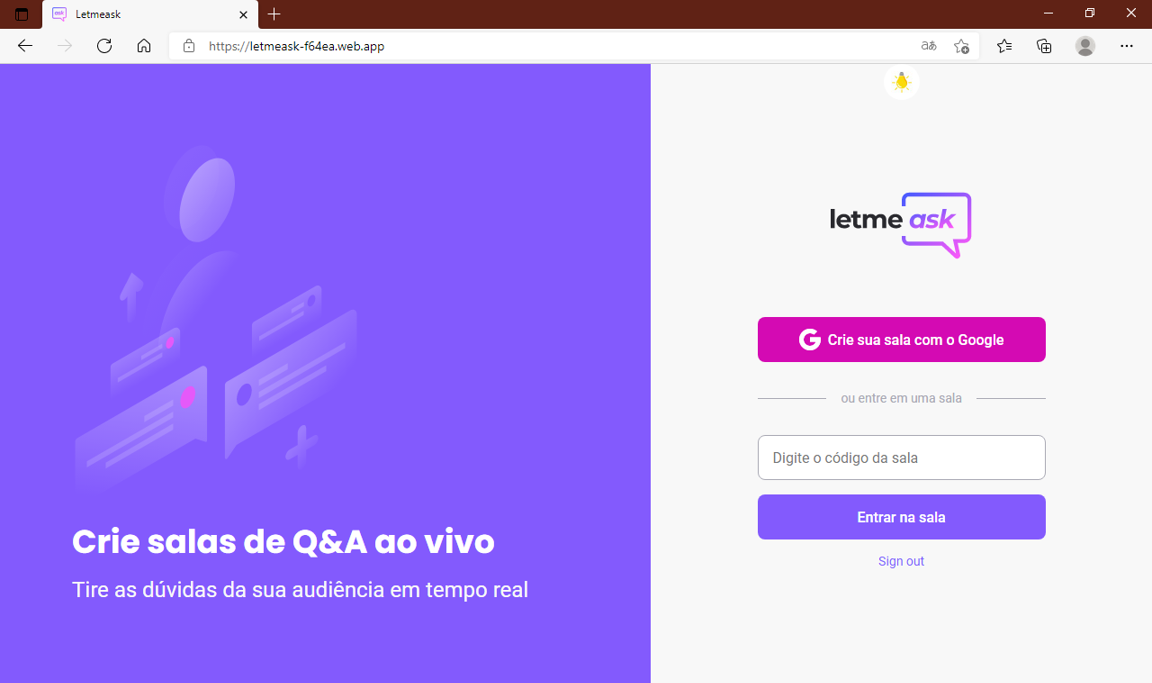 Letmeask
https://letmeask-f64ea.web.app
aあ
letme ask
G Crie sua sala com o Google
ou entre em uma sala
Digite o código da sala
Entrar na sala
Sign out
Crie salas de Q&A ao vivo
Tire as dúvidas da sua audiência em tempo real